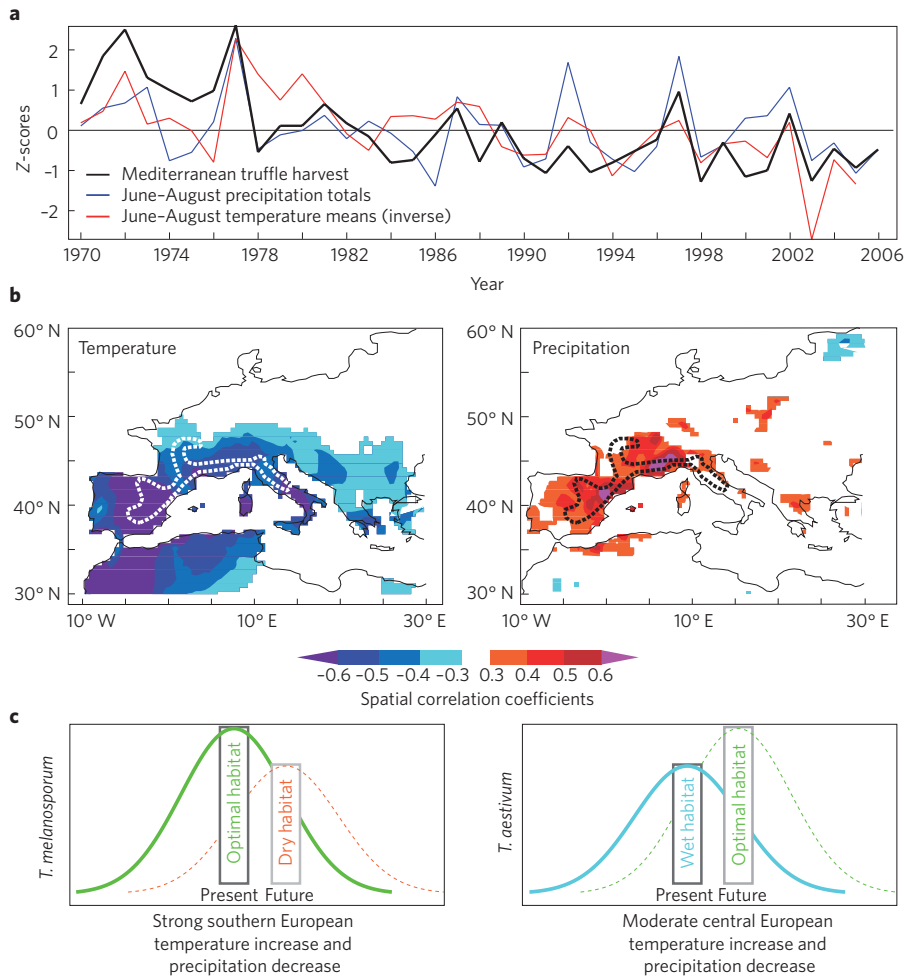 a
2
1
0
−1
−2
Z-scores
Mediterranean truffle harvest
June–August precipitation totals
June–August temperature means (inverse)
1970 1974 1978 1982 1986 1990 1994 1998 2002 2006
Year
b
60° N
50° N
40° N
30° N
Temperature
10° W 10° E 30° E
60° N
50° N
40° N
30° N
Precipitation
10° W 10° E 30° E
−0.6 −0.5 −0.4 −0.3 0.3 0.4 0.5 0.6
Spatial correlation coefficients
c
T. melanosporum
Optimal habitat
Dry habitat
Present Future
Strong southern European
temperature increase and
precipitation decrease
T. aestivum
Wet habitat
Optimal habitat
Present Future
Moderate central European
temperature increase and
precipitation decrease